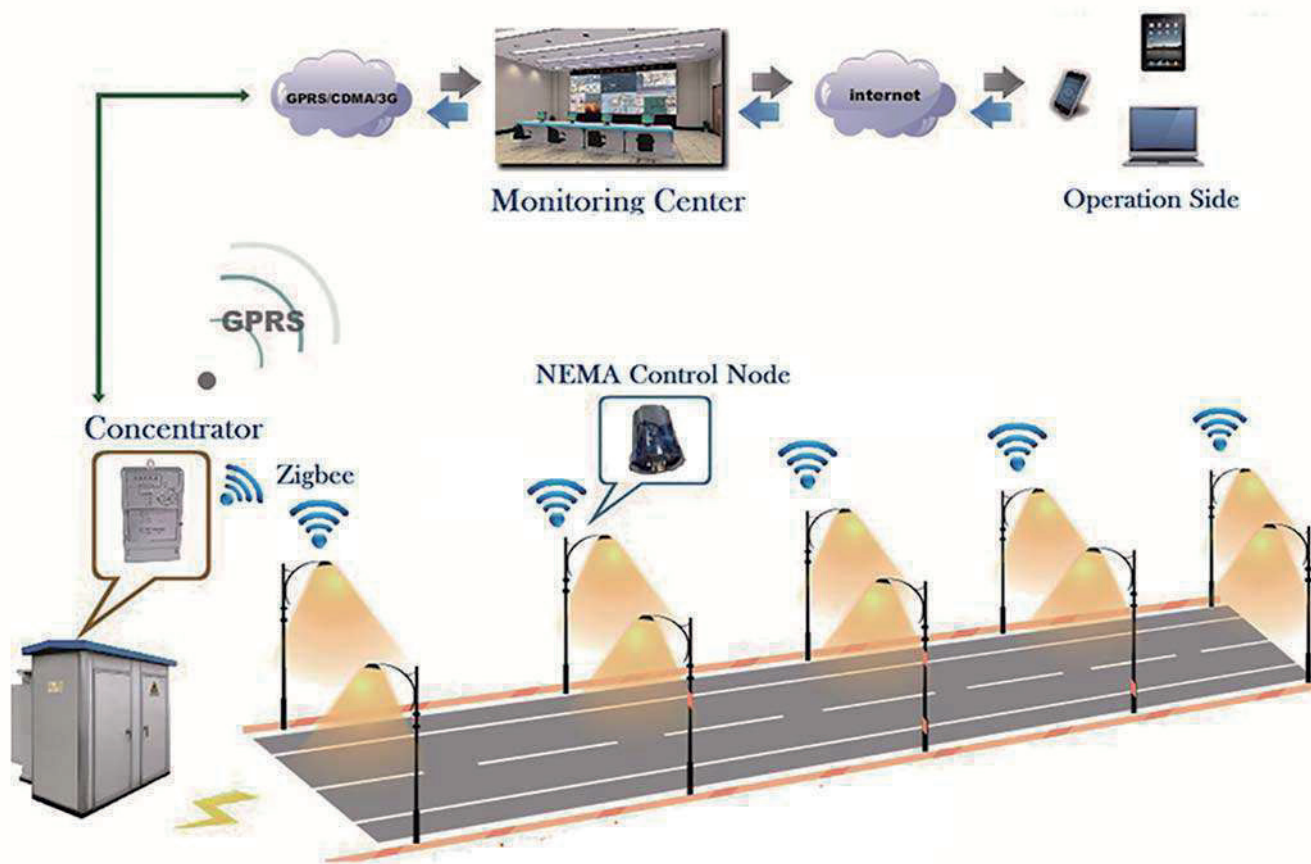 GPRS/CDMA/3G
internet
Monitoring Center
Operation Side
GPRS
NEMA Control Node
Concentrator
Zigbee